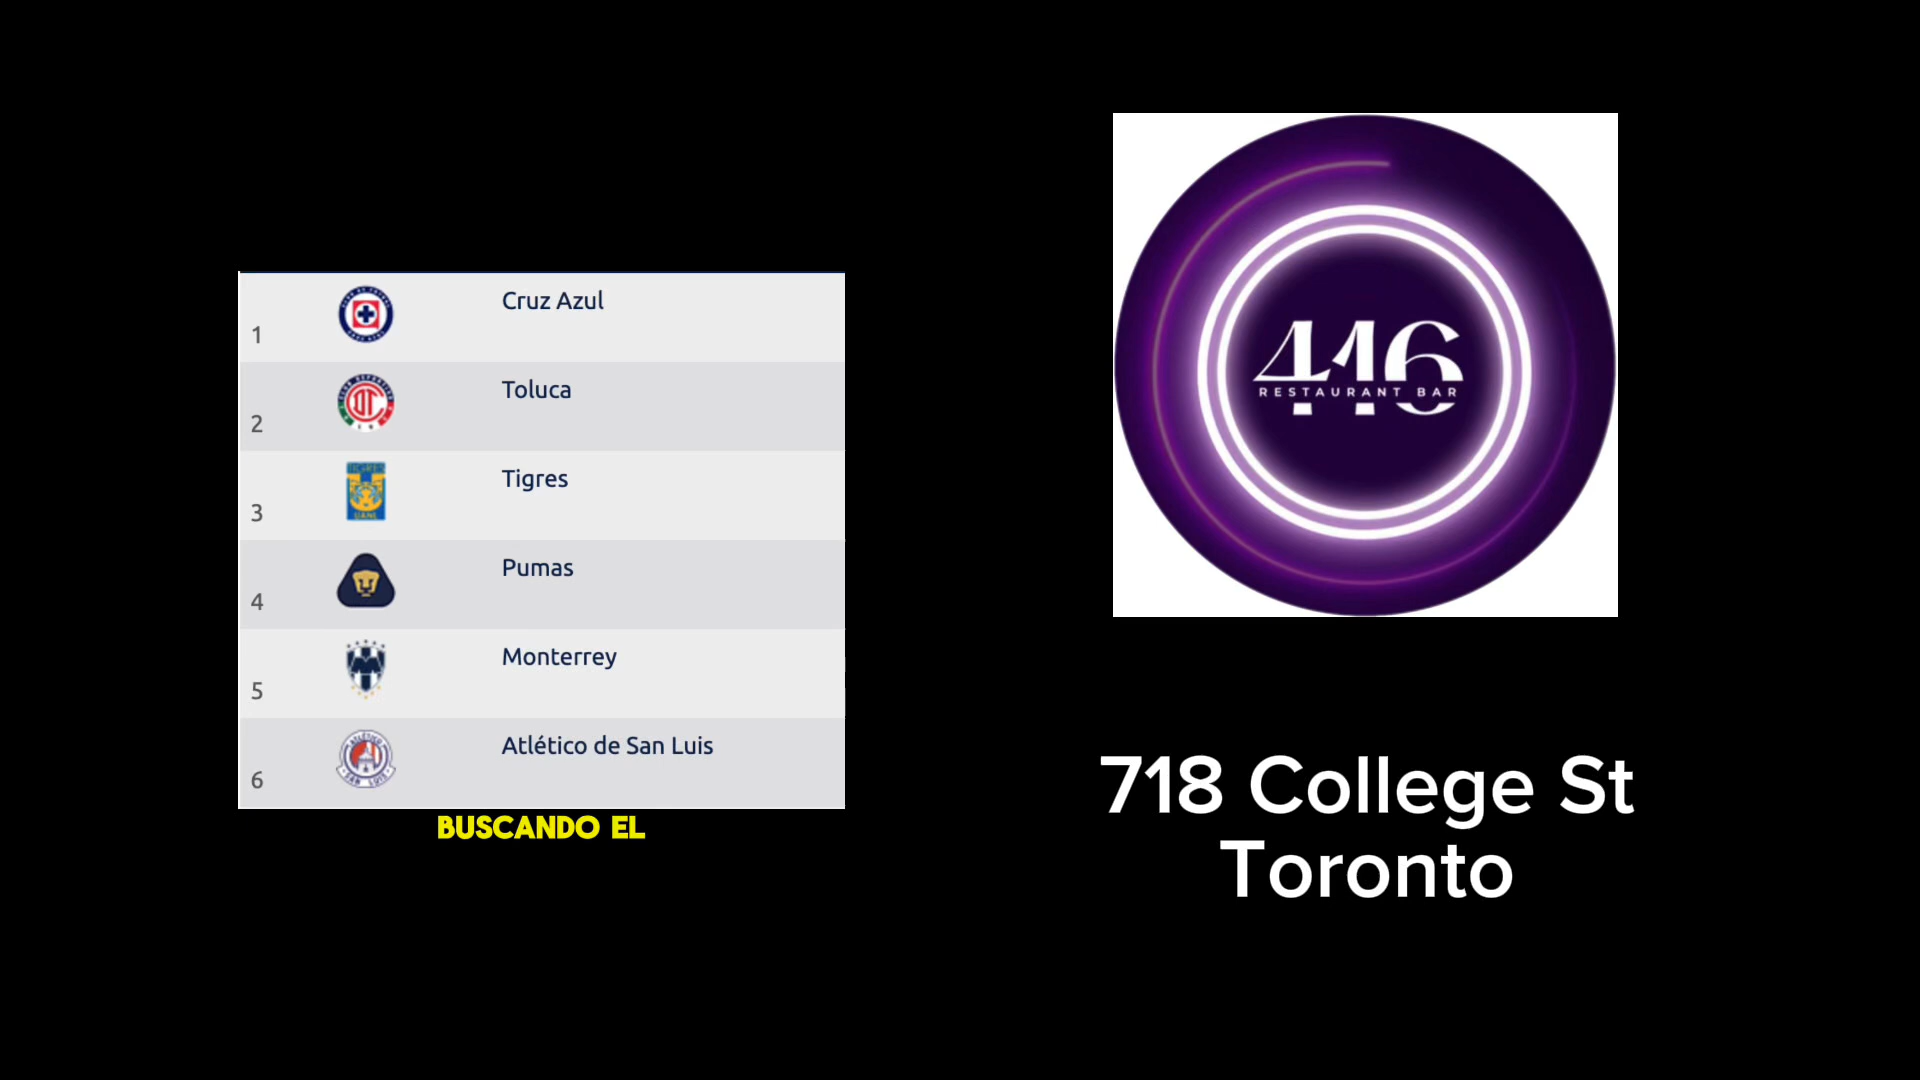 1 Cruz Azul
2 Toluca
3 Tigres
4 Pumas
5 Monterrey
6 Atlético de San Luis
BUSCANDO EL
416
RESTAURANT BAR
718 College St
Toronto